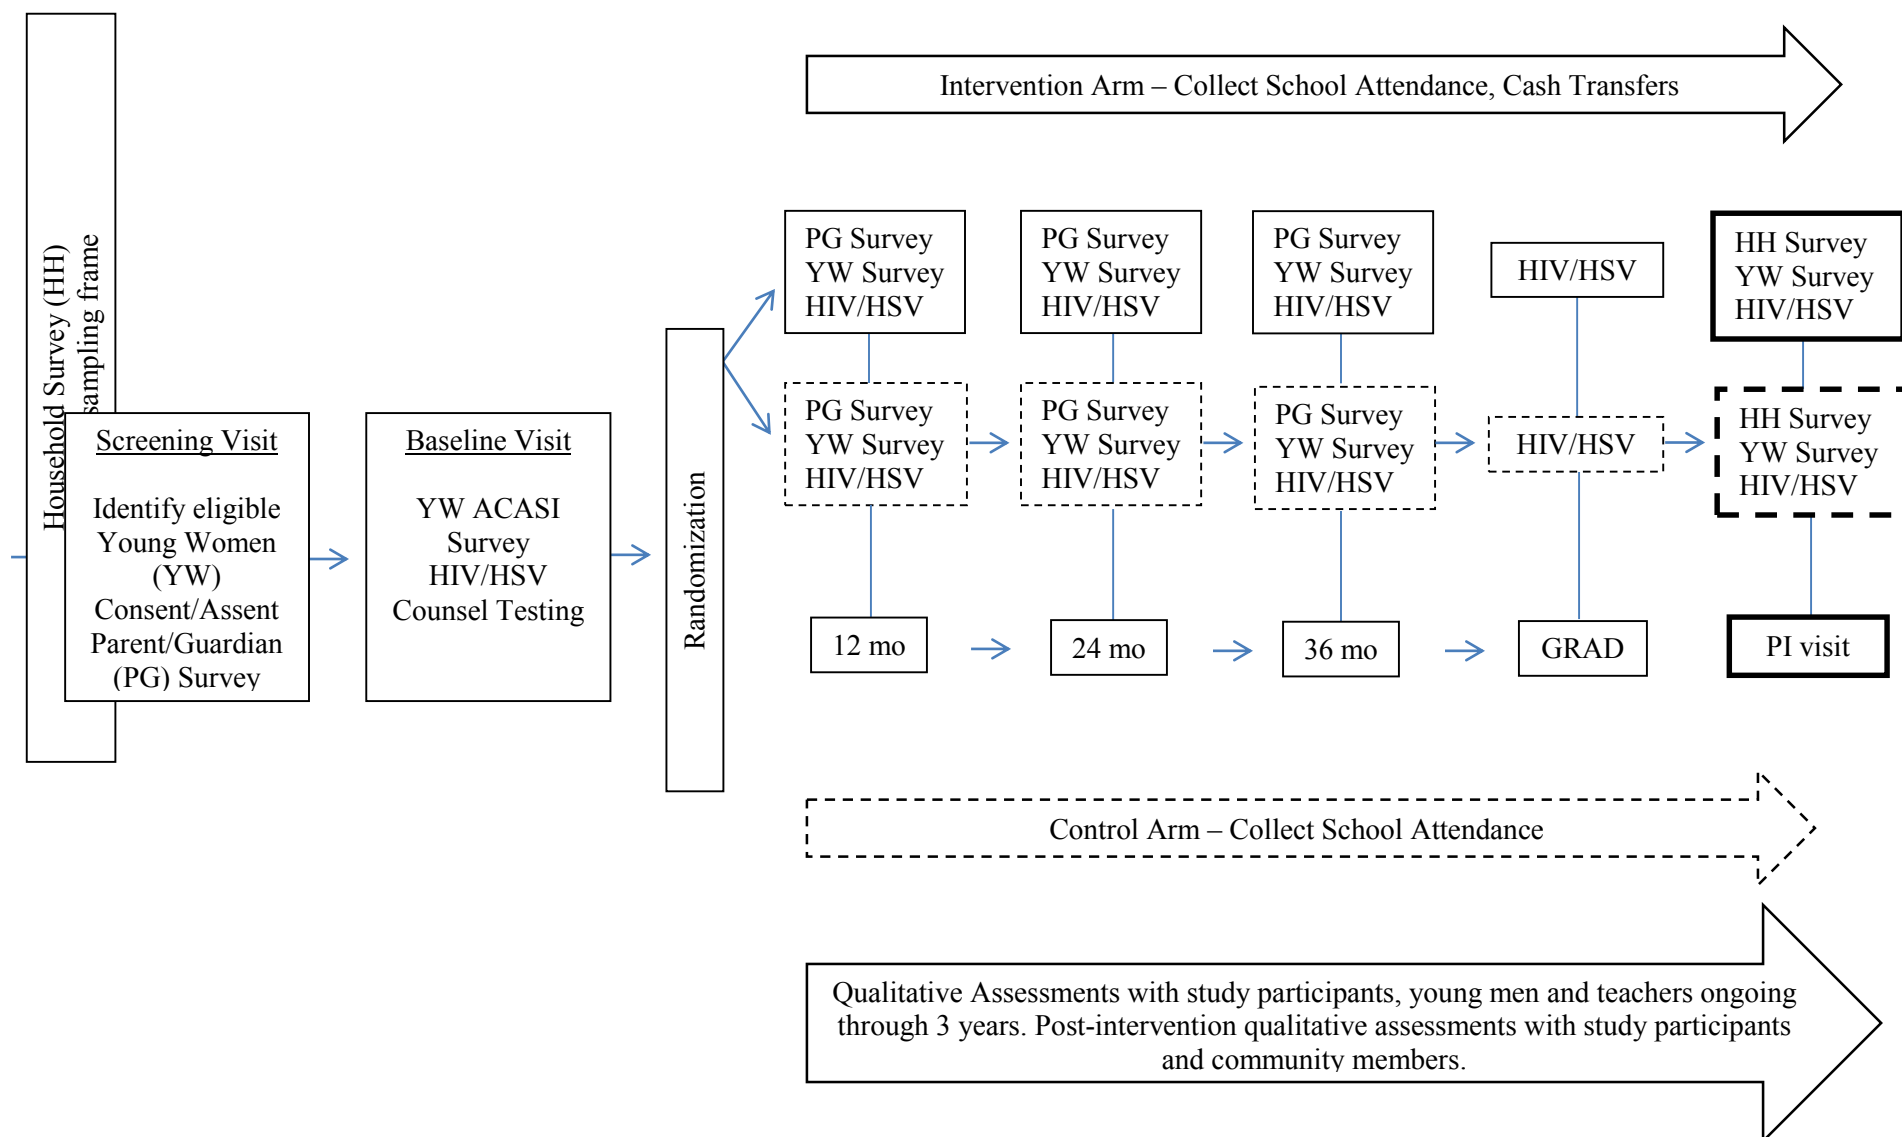 Intervention Arm – Collect School Attendance, Cash Transfers
Household Survey (HH)
sampling frame
Screening Visit
Identify eligible
Young Women
(YW)
Consent/Assent
Parent/Guardian
(PG) Survey
Baseline Visit
YW ACASI
Survey
HIV/HSV
Counsel Testing
Randomization
PG Survey
YW Survey
HIV/HSV
PG Survey
YW Survey
HIV/HSV
PG Survey
YW Survey
HIV/HSV
HIV/HSV
HH Survey
YW Survey
HIV/HSV
PG Survey
YW Survey
HIV/HSV
PG Survey
YW Survey
HIV/HSV
PG Survey
YW Survey
HIV/HSV
HIV/HSV
HH Survey
YW Survey
HIV/HSV
12 mo
24 mo
36 mo
GRAD
PI visit
Control Arm – Collect School Attendance
Qualitative Assessments with study participants, young men and teachers ongoing
through 3 years. Post-intervention qualitative assessments with study participants
and community members.